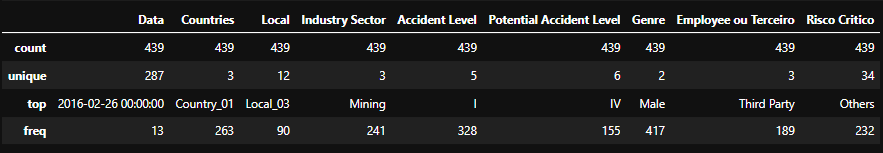 Data Countries Local Industry Sector Accident Level Potential Accident Level Genre Employee ou Terceiro Risco Critico
count 439 439 439 439 439 439 439 439 439
unique 287 3 12 3 5 6 2 3 34
top 2016-02-26 00:00:00 Country_01 Local_03 Mining I IV Male Third Party Others
freq 13 263 90 241 328 155 417 189 232